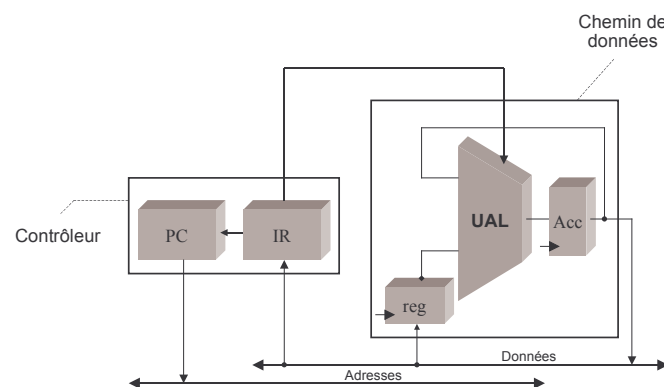 Chemin de
données
Contrôleur
PC
IR
UAL
Acc
reg
Données
Adresses